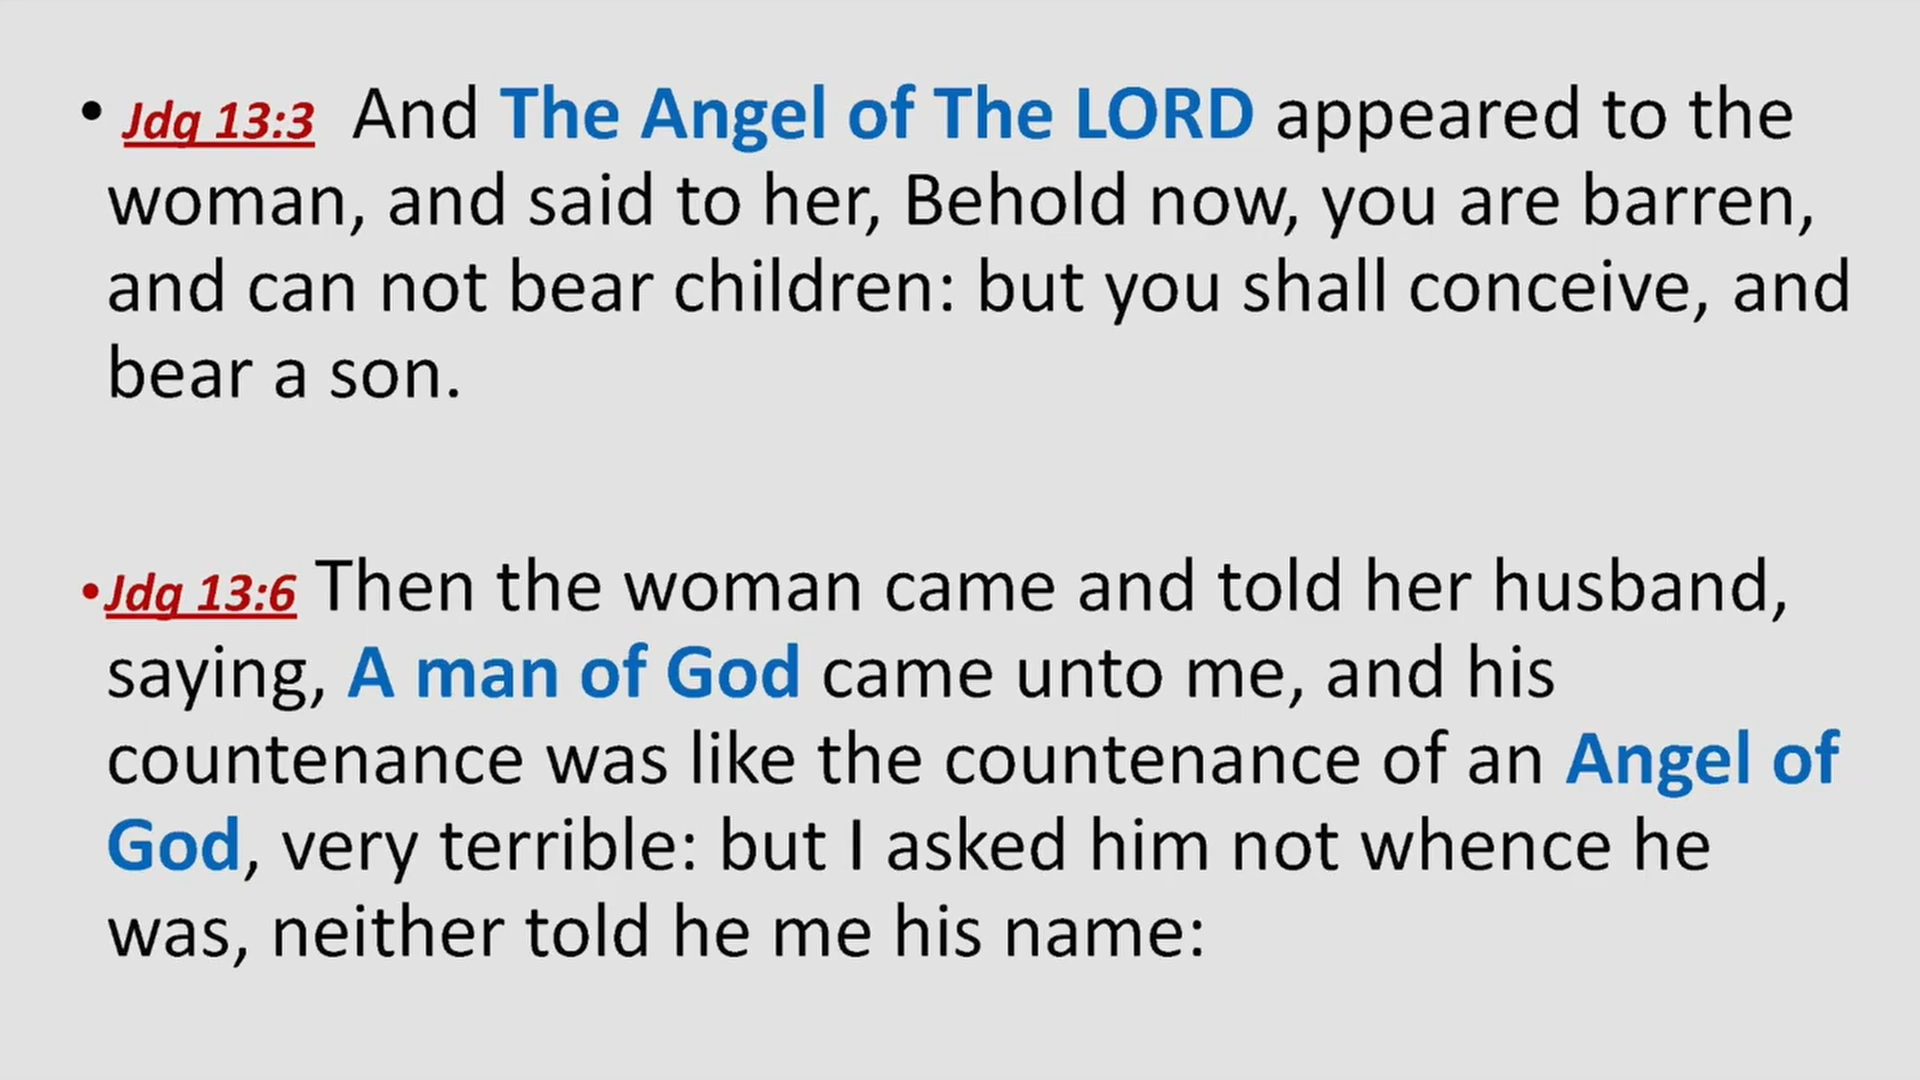 • Jdg 13:3 And The Angel of The LORD appeared to the
woman, and said to her, Behold now, you are barren,
and can not bear children: but you shall conceive, and
bear a son.
•Jdg 13:6 Then the woman came and told her husband,
saying, A man of God came unto me, and his
countenance was like the countenance of an Angel of
God, very terrible: but I asked him not whence he
was, neither told he me his name: